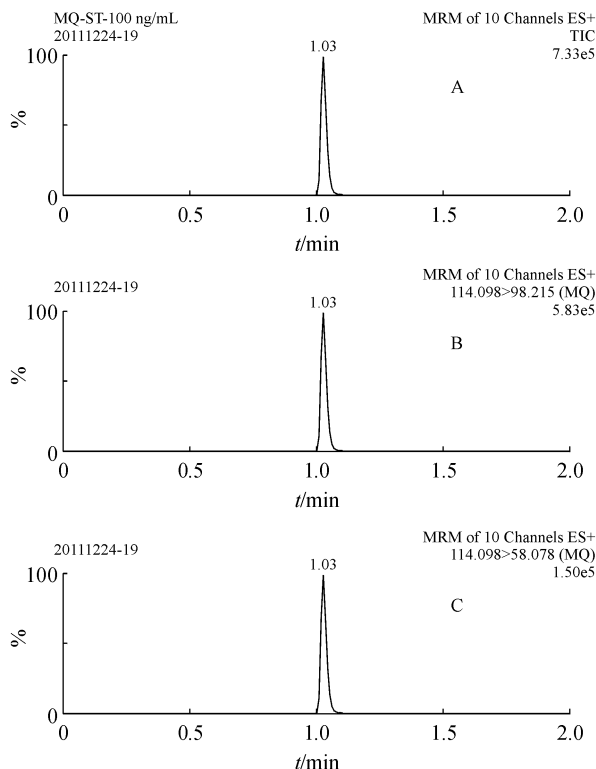 MQ-ST-100 ng/mL
20111224-19
MRM of 10 Channels ES+
TIC
7.33e5
1.03
A
100
%
0
0 0.5 1.0 1.5 2.0
t/min
20111224-19
MRM of 10 Channels ES+
114.098>98.215 (MQ)
5.83e5
1.03
B
100
%
0
0 0.5 1.0 1.5 2.0
t/min
20111224-19
MRM of 10 Channels ES+
114.098>58.078 (MQ)
1.50e5
1.03
C
100
%
0
0 0.5 1.0 1.5 2.0
t/min